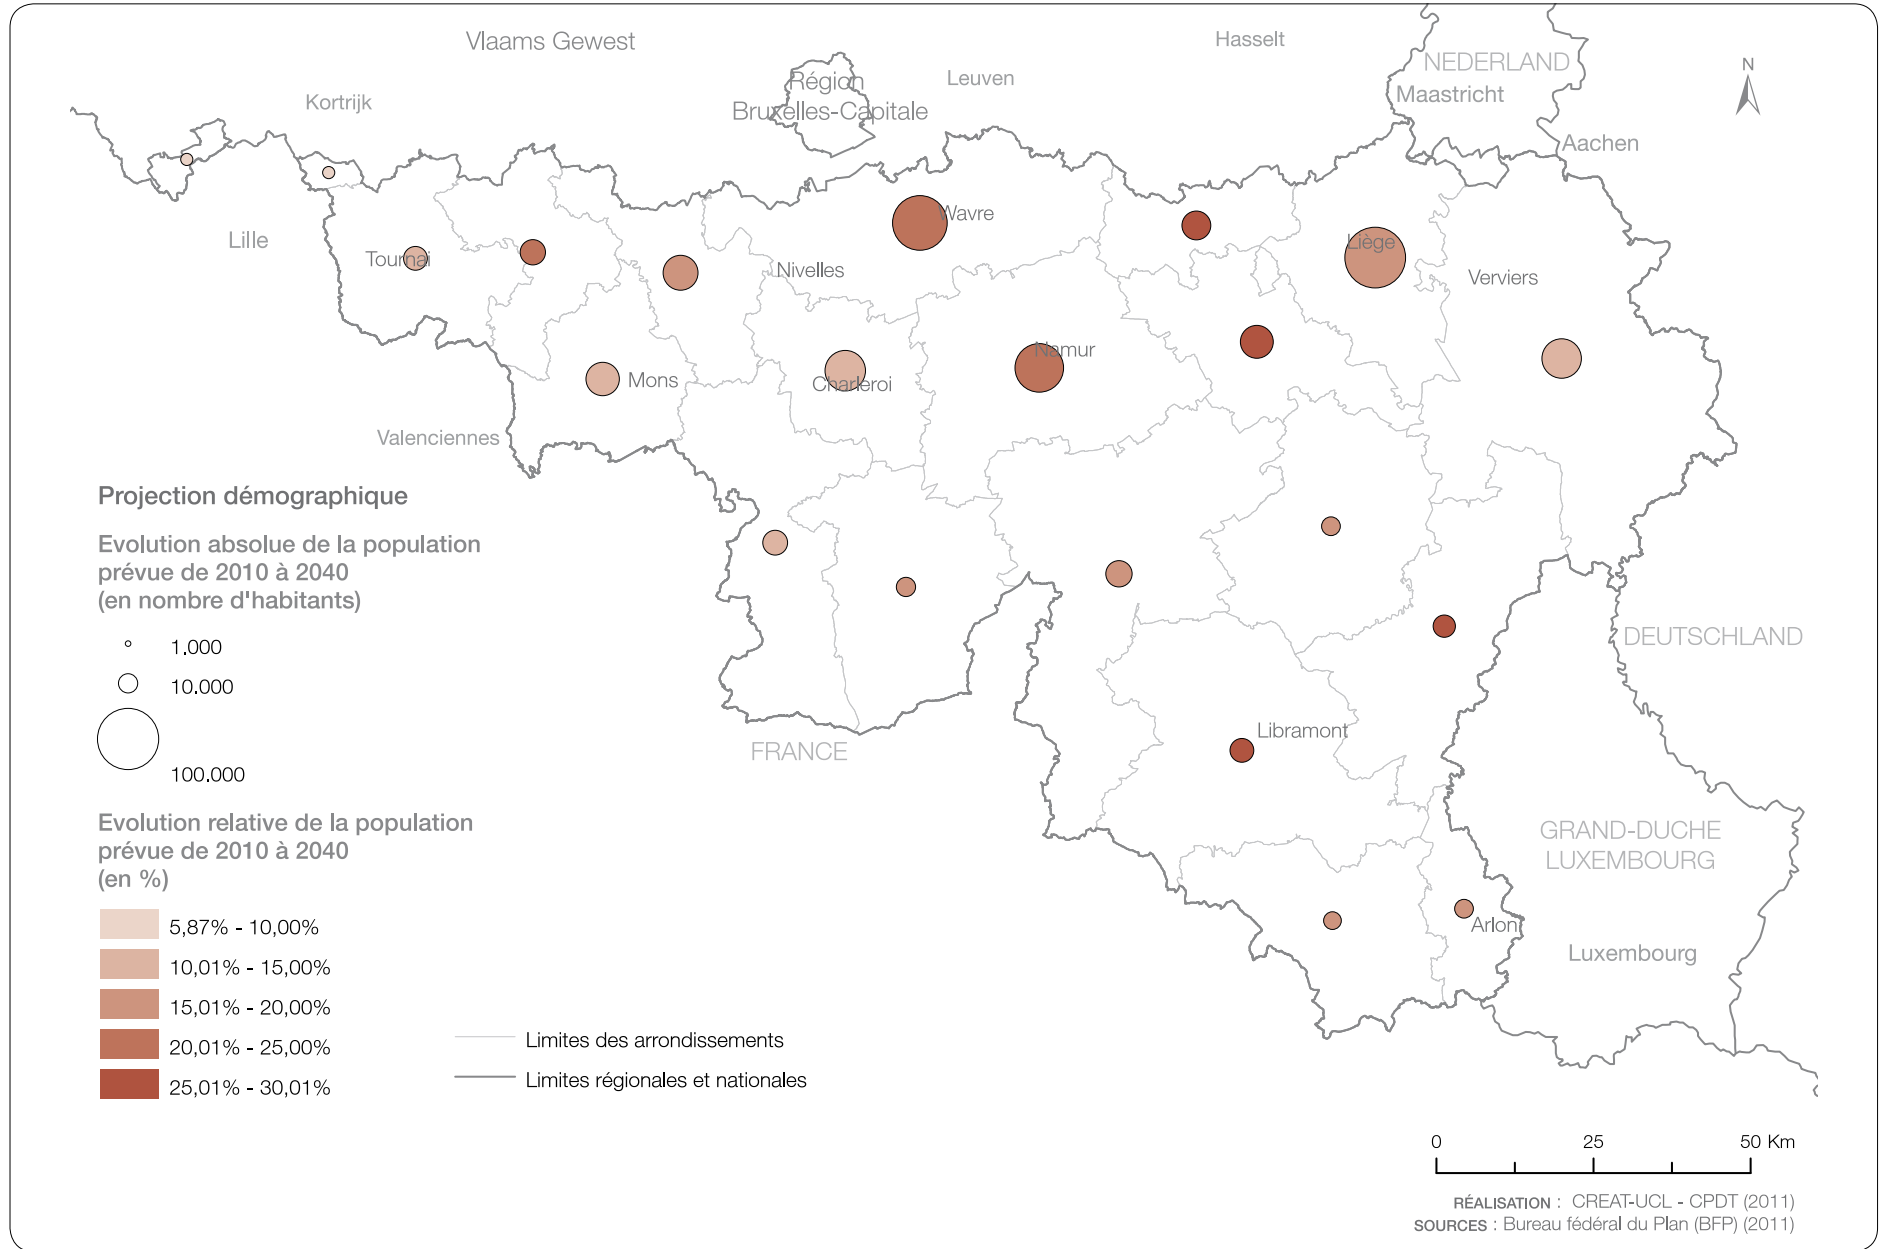 Vlaams Gewest
Hasselt
NEDERLAND
N
Région
Bruxelles-Capitale
Leuven
Maastricht
Kortrijk
Aachen
Lille
Tournai
Wavre
Nivelles
Liège
Verviers
Mons
Charleroi
Namur
Valenciennes
Projection démographique
Evolution absolue de la population
prévue de 2010 à 2040
(en nombre d'habitants)
1.000
10.000
100.000
FRANCE
Libramont
DEUTSCHLAND
GRAND-DUCHE
LUXEMBOURG
Arlon
Luxembourg
Evolution relative de la population
prévue de 2010 à 2040
(en %)
5,87% - 10,00%
10,01% - 15,00%
15,01% - 20,00%
20,01% - 25,00%
25,01% - 30,01%
Limites des arrondissements
Limites régionales et nationales
0 25 50 Km
RÉALISATION : CREAT-UCL - CPDT (2011)
SOURCES : Bureau fédéral du Plan (BFP) (2011)